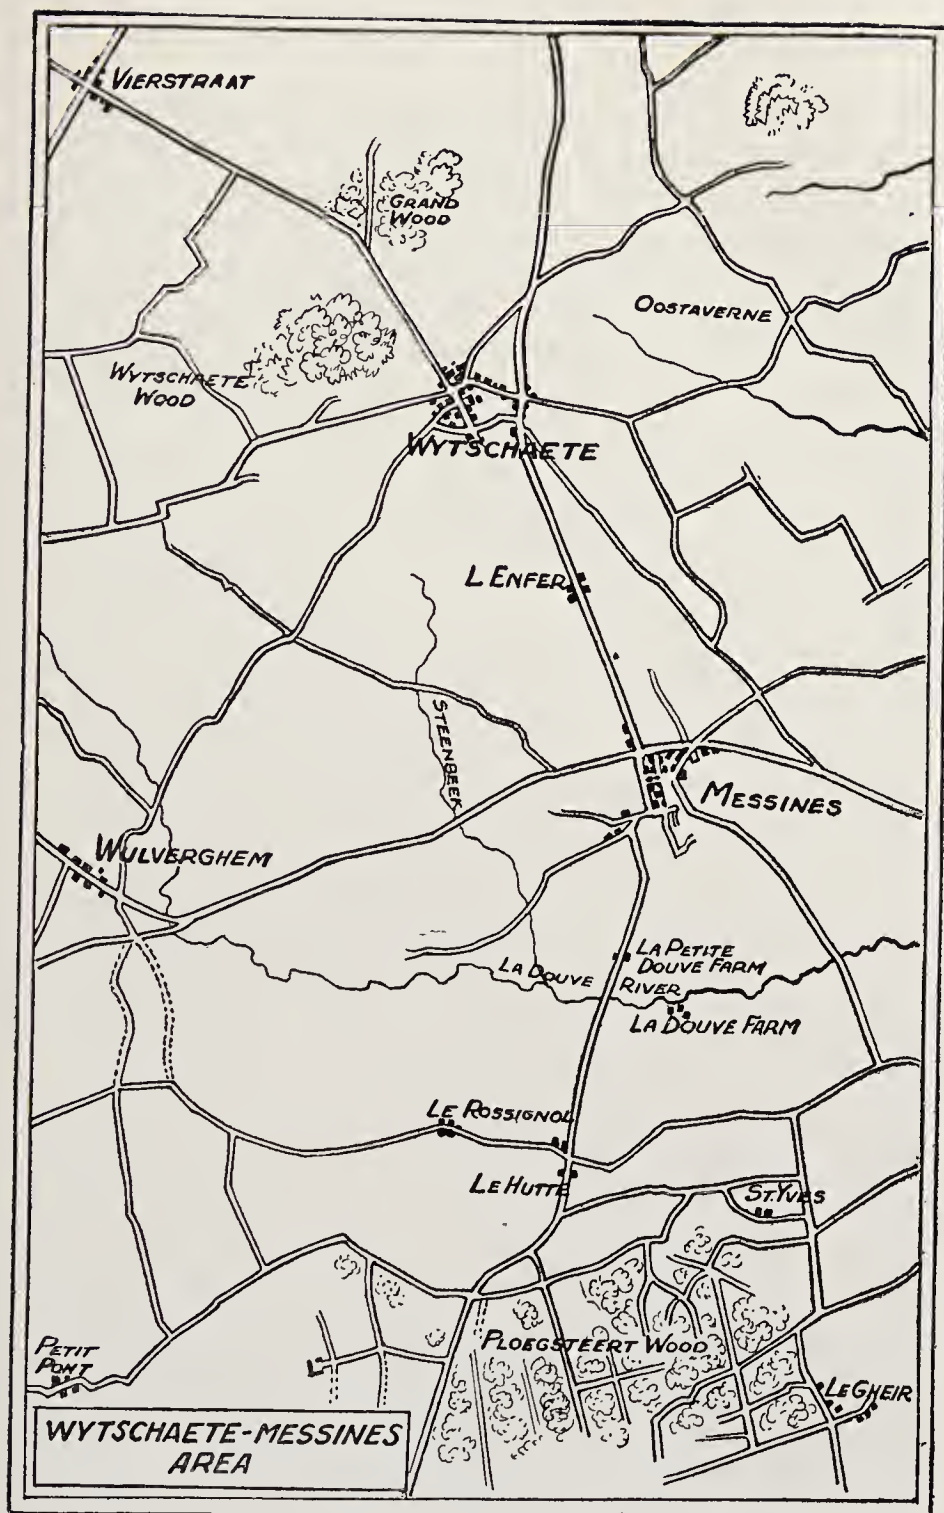 VIERSTRAAT
GRAND
WOOD
OOSTAVERNE
WYTSCHAETE
WOOD
WYTSCHAETE
L ENFER
STEENBEEK
MESSINES
WULVERGHEM
LA PETITE
DOUVE FARM
LA DOUVE RIVER
LA DOUVE FARM
LE ROSSIGNOL
LE HUTTE
ST. YVES
PLOEGSTEERT WOOD
PETIT
PONT
LE GHEIR
WYTSCHAETE-MESSINES
AREA